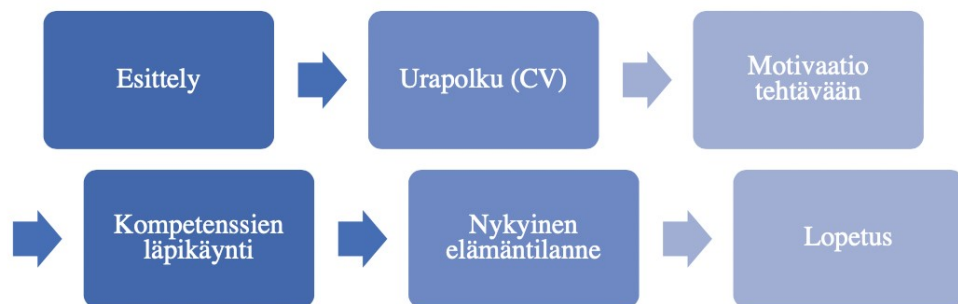 Esittely
Urapolku (CV)
Motivaatio
tehtävään
Kompetenssien
läpikäynti
Nykyinen
elämäntilanne
Lopetus